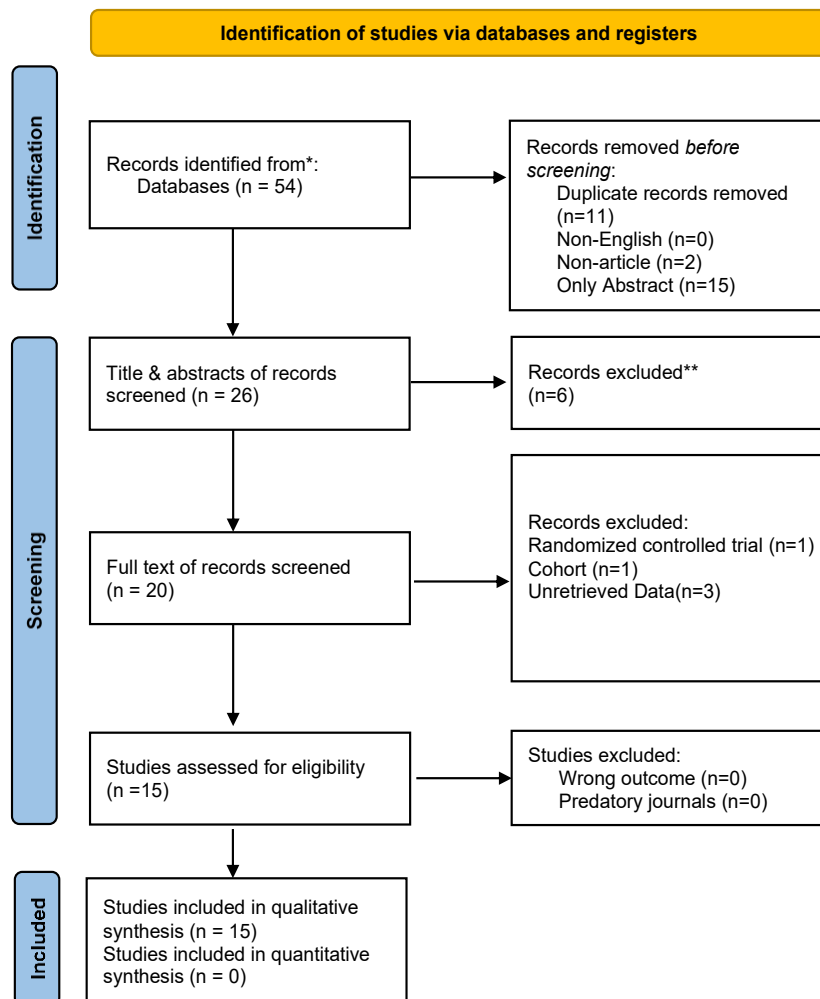 Identification of studies via databases and registers
Identification
Records identified from*:
Databases (n = 54)
Records removed before
screening:
Duplicate records removed
(n=11)
Non-English (n=0)
Non-article (n=2)
Only Abstract (n=15)
Screening
Title & abstracts of records
screened (n = 26)
Records excluded**
(n=6)
Full text of records screened
(n = 20)
Records excluded:
Randomized controlled trial (n=1)
Cohort (n=1)
Unretrieved Data(n=3)
Studies assessed for eligibility
(n =15)
Studies excluded:
Wrong outcome (n=0)
Predatory journals (n=0)
Included
Studies included in qualitative
synthesis (n = 15)
Studies included in quantitative
synthesis (n = 0)